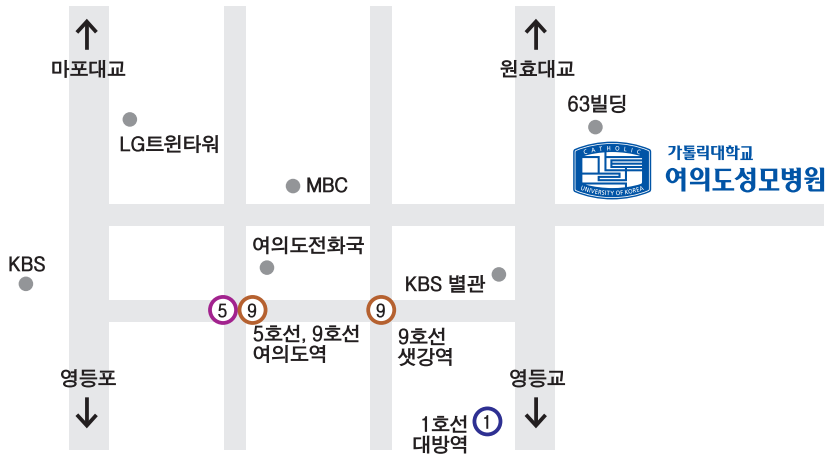 마포대교
원효대교
63빌딩
LG트윈타워
CATHOLIC
UNIVERSITY OF KOREA
가톨릭대학교
여의도성모병원
MBC
여의도전화국
KBS
KBS 별관
5
9
9
5호선, 9호선
여의도역
9호선
샛강역
영등포
영등교
1호선
대방역
1